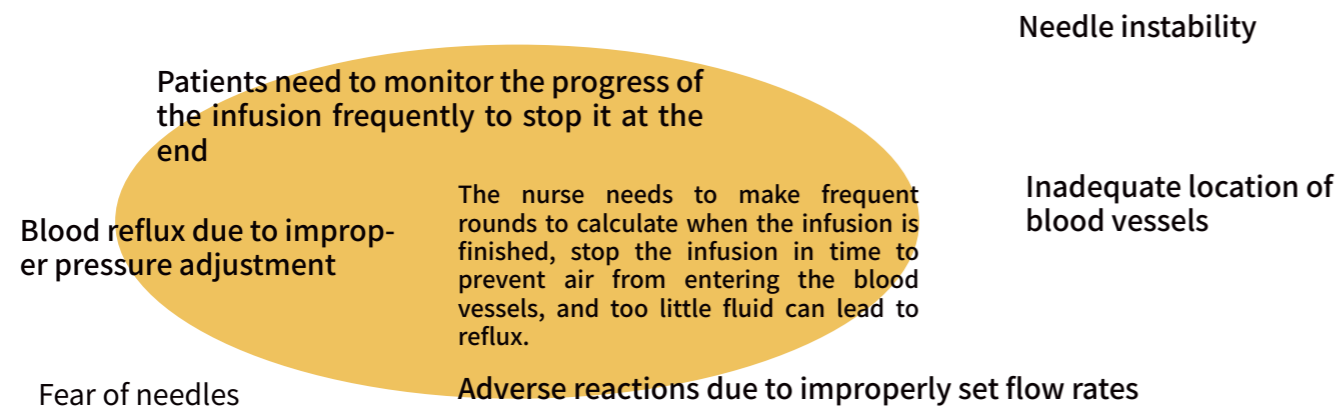 Needle instability
Patients need to monitor the progress of
the infusion frequently to stop it at the
end
The nurse needs to make frequent
rounds to calculate when the infusion is
finished, stop the infusion in time to
prevent air from entering the blood
vessels, and too little fluid can lead to
reflux.
Inadequate location of
blood vessels
Blood reflux due to improp-
er pressure adjustment
Fear of needles
Adverse reactions due to improperly set flow rates